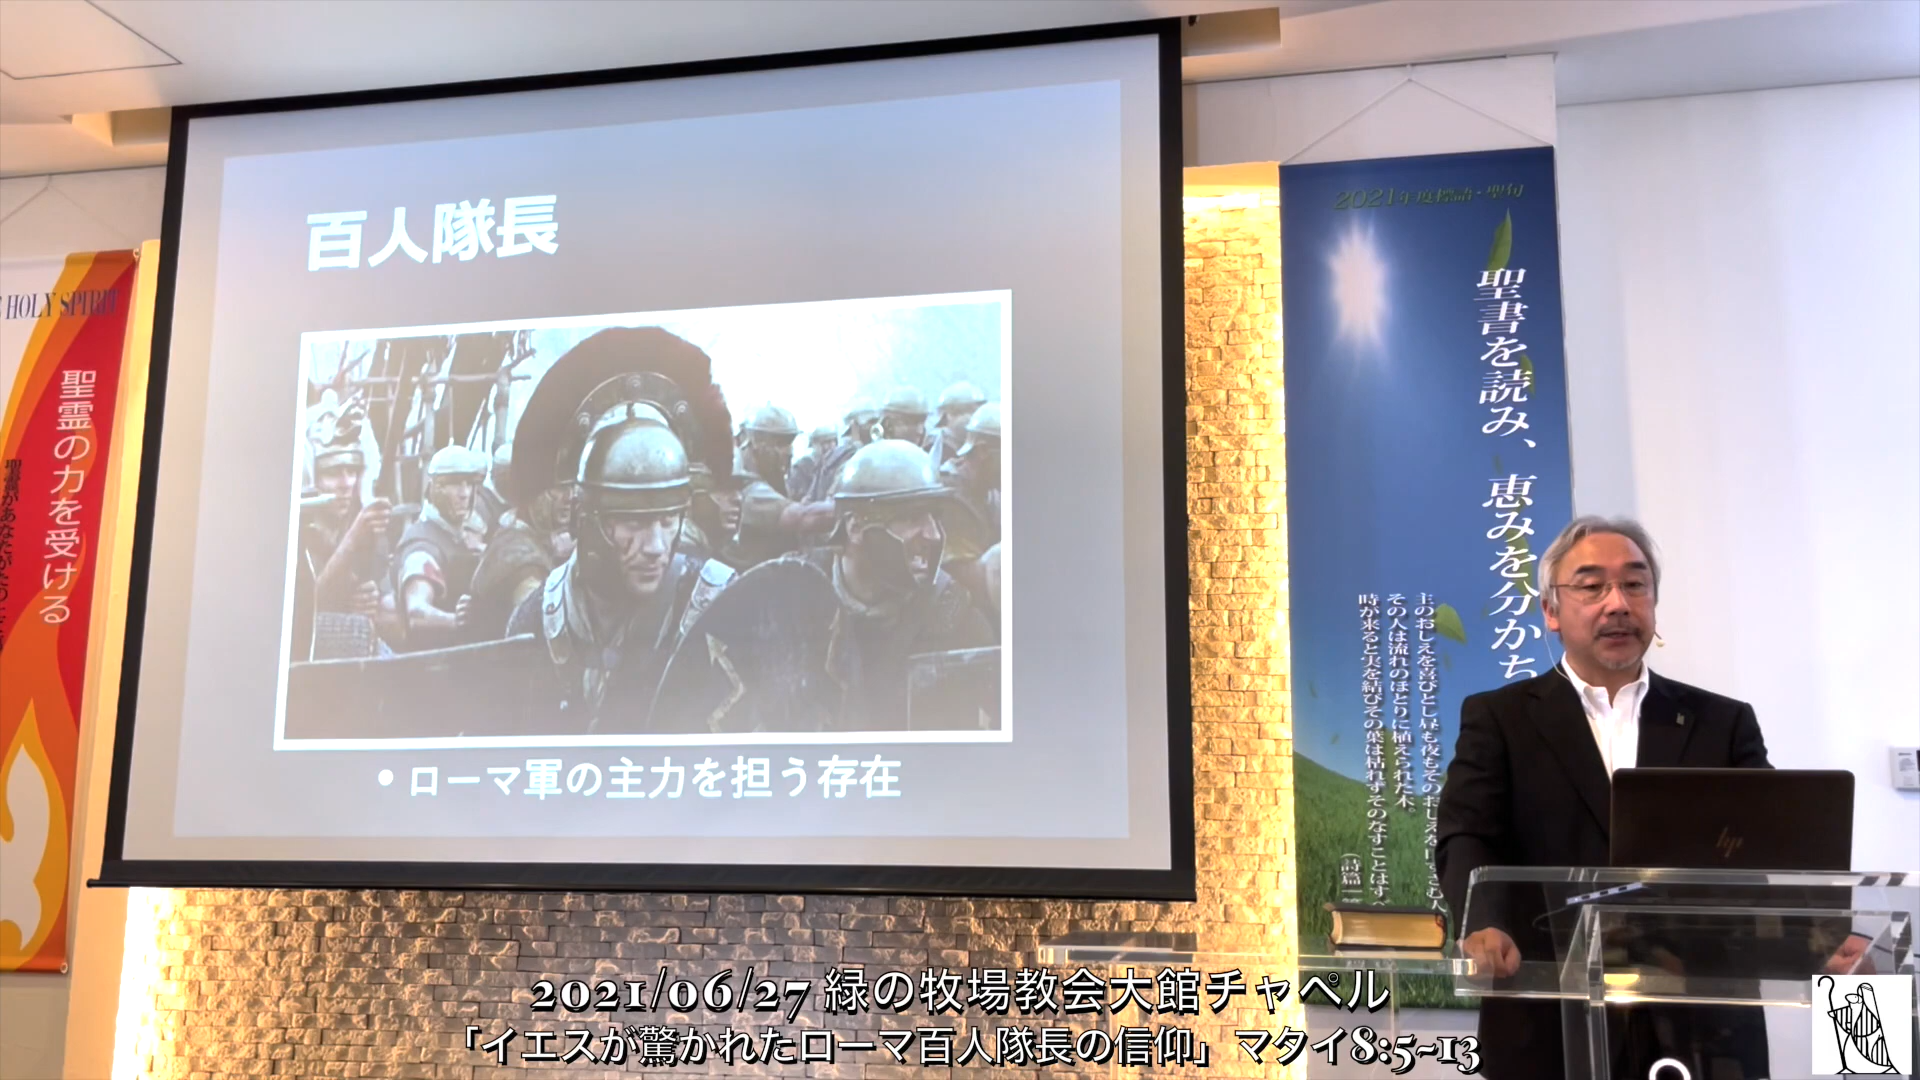 百人隊長
• ローマ軍の主力を担う存在
HOLY SPIRIT
聖霊の力を受ける
2021年度標語・聖句
聖書を読み、恵みを分かち
主のおしえを喜びとし昼も夜もそのおしえを口ずさむ人
その人は流れのほとりに植えられた木。
時が来ると実を結びその葉は枯れずそのなすことはすべ
(詩篇一篇
hp
2021/06/27 緑の牧場教会大館チャペル
「イエスが驚かれたローマ百人隊長の信仰」 マタイ8:5~13